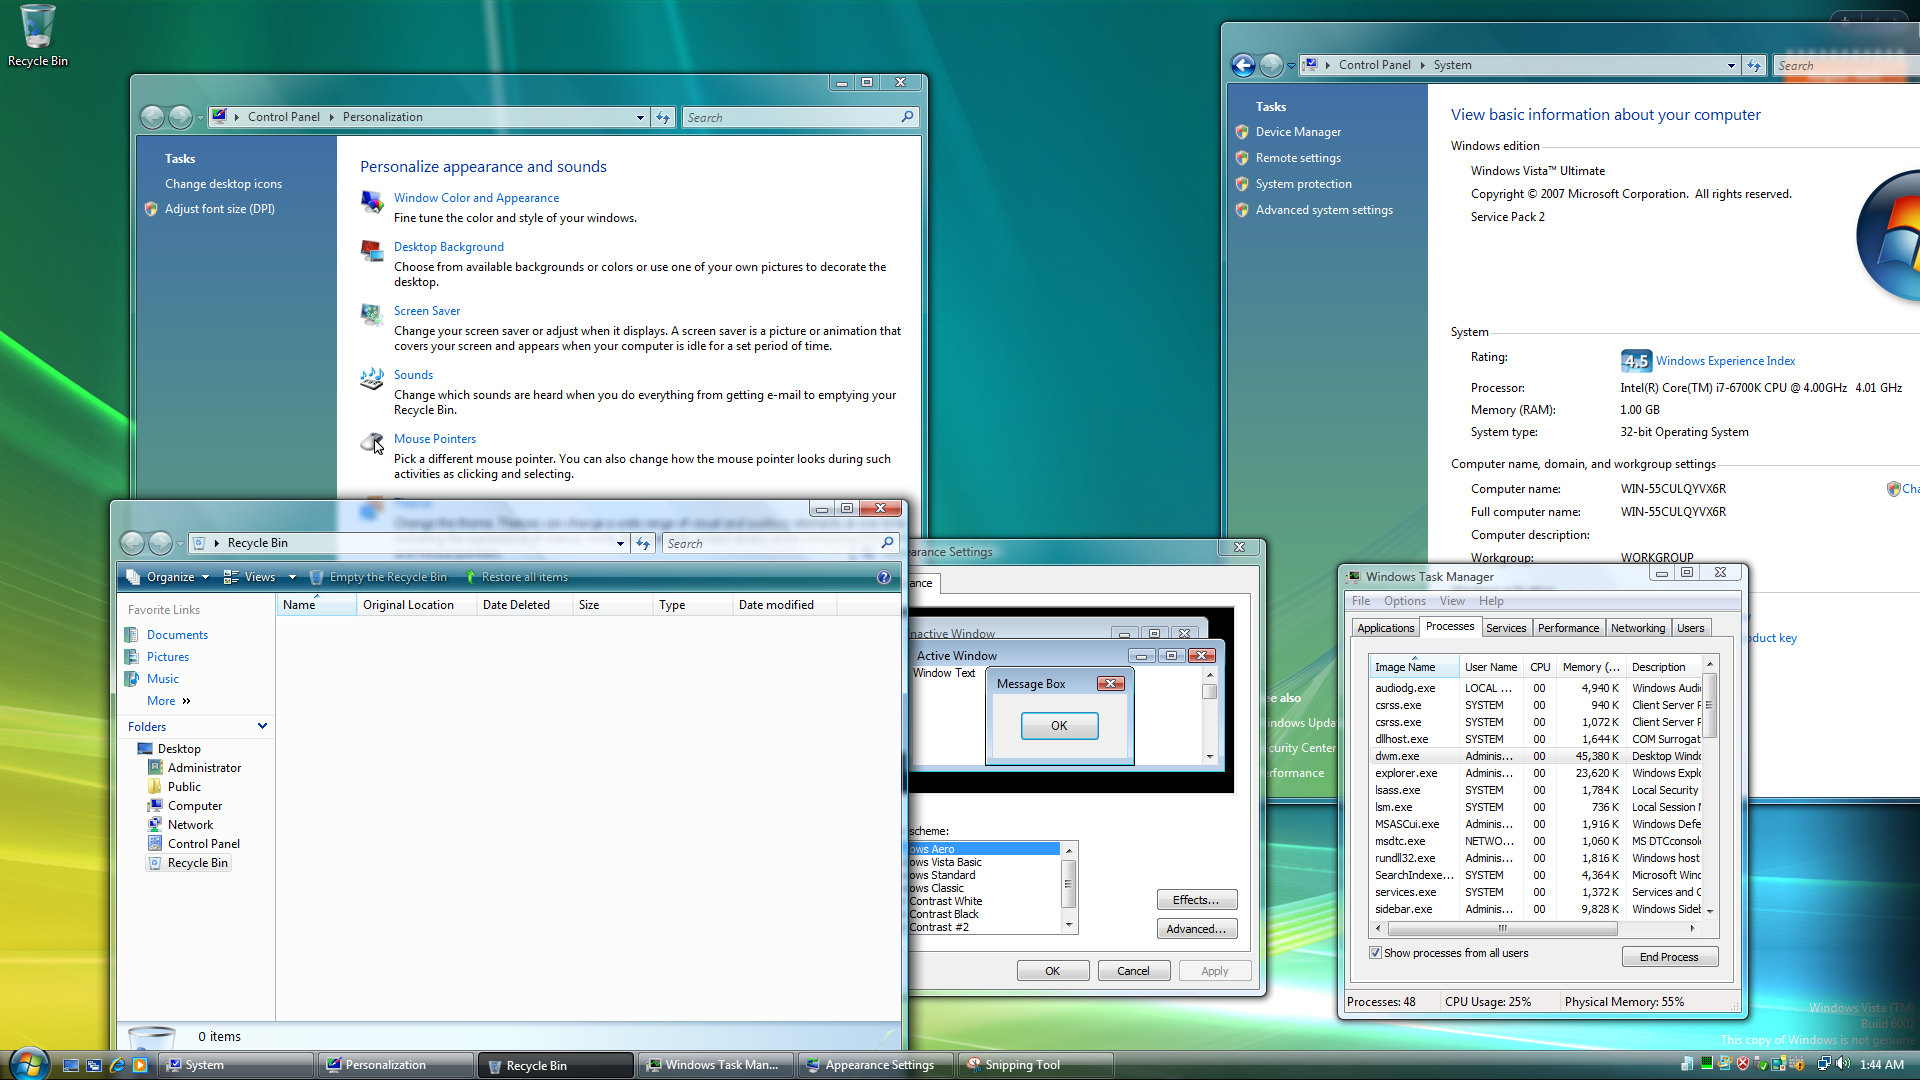 Recycle Bin
Control Panel
Personalization
Search
Tasks
Change desktop icons
Adjust font size (DPI)
Personalize appearance and sounds
Window Color and Appearance
Fine tune the color and style of your windows.
Desktop Background
Choose from available backgrounds or colors or use one of your own pictures to decorate the
desktop.
Screen Saver
Change your screen saver or adjust when it displays. A screen saver is a picture or animation that
covers your screen and appears when your computer is idle for a set period of time.
Sounds
Change which sounds are heard when you do everything from getting e-mail to emptying your
Recycle Bin.
Mouse Pointers
Pick a different mouse pointer. You can also change how the mouse pointer looks during such
activities as clicking and selecting.
Control Panel
System
Search
Tasks
Device Manager
Remote settings
System protection
Advanced system settings
View basic information about your computer
Windows edition
Windows Vista™ Ultimate
Copyright © 2007 Microsoft Corporation.  All rights reserved.
Service Pack 2
System
Rating:
4.5 Windows Experience Index
Processor: Intel(R) Core(TM) i7-6700K CPU @ 4.00GHz 4.01 GHz
Memory (RAM): 1.00 GB
System type: 32-bit Operating System
Computer name, domain, and workgroup settings
Computer name: WIN-55CULQYVX6R
Cha
Full computer name: WIN-55CULQYVX6R
Computer description:
Workgroup: WORKGROUP
duct key
ee also
indows Upda
curity Center
rformance
Recycle Bin
Search
Organize
Views
Empty the Recycle Bin
Restore all items
Favorite Links
Documents
Pictures
Music
More »
Folders
Desktop
Administrator
Public
Computer
Network
Control Panel
Recycle Bin
Name
Original Location
Date Deleted
Size
Type
Date modified
0 items
arance Settings
ance
nactive Window
Active Window
Window Text
Message Box
OK
scheme:
ows Aero
ows Vista Basic
ows Standard
ows Classic
Contrast White
Contrast Black
Contrast #2
Effects...
Advanced...
OK
Cancel
Apply
Windows Task Manager
File Options View Help
Applications Processes Services Performance Networking Users
Image Name User Name CPU Memory (... Description
audiodg.exe LOCAL ... 00 4,940 K Windows Audi
csrss.exe SYSTEM 00 940 K Client Server R
csrss.exe SYSTEM 00 1,072 K Client Server R
dllhost.exe SYSTEM 00 1,644 K COM Surrogat
dwm.exe Adminis... 00 45,380 K Desktop Windo
explorer.exe Adminis... 00 23,620 K Windows Explo
lsass.exe SYSTEM 00 1,784 K Local Security
lsm.exe SYSTEM 00 736 K Local Session M
MSASCui.exe Adminis... 00 1,916 K Windows Defe
msdtc.exe NETWO... 00 1,060 K MS DTCconsol
rundll32.exe Adminis... 00 1,816 K Windows host
SearchIndexe... SYSTEM 00 4,364 K Microsoft Wind
services.exe SYSTEM 00 1,372 K Services and C
sidebar.exe Adminis... 00 9,828 K Windows Sideb
Show processes from all users
End Process
Processes: 48
CPU Usage: 25%
Physical Memory: 55%
Windows Vista (TM)
Build 6002
This copy of Windows is not genuine
System
Personalization
Recycle Bin
Windows Task Man...
Appearance Settings
Snipping Tool
1:44 AM